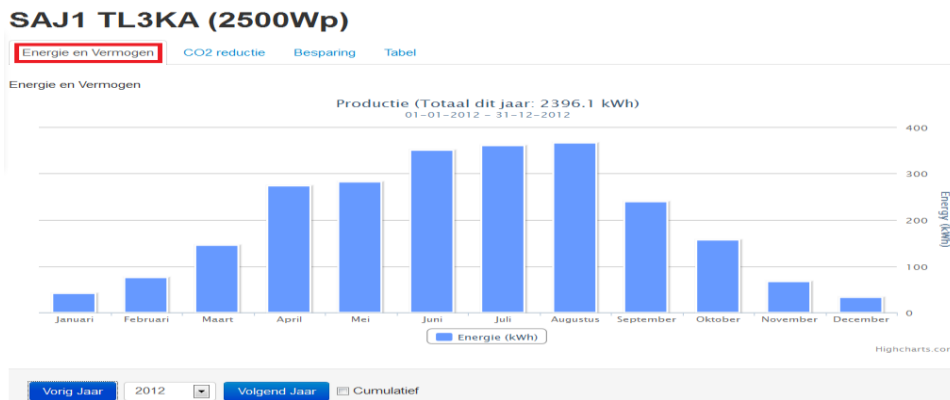 SAJ1 TL3KA (2500Wp)
Energie en Vermogen CO2 reductie Besparing Tabel
Energie en Vermogen
Productie (Totaal dit jaar: 2396.1 kWh)
01-01-2012 - 31-12-2012
400
300
200
100
0
Energy (kWh)
Januari Februari Maart April Mei Juni Juli Augustus September Oktober November December
Energie (kWh)
Highcharts.com
Vorig Jaar 2012 Volgend Jaar Cumulatief